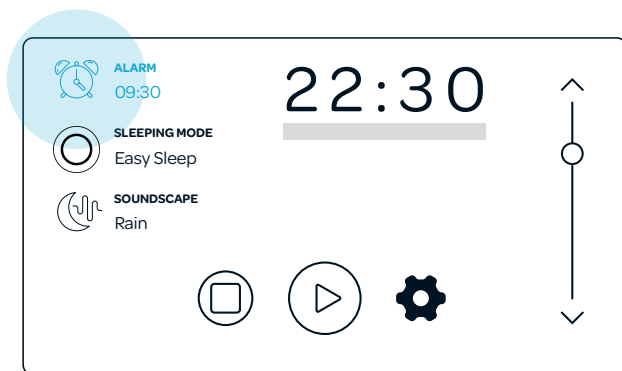 ALARM
09:30
22:30
SLEEPING MODE
Easy Sleep
SOUNDSCAPE
Rain